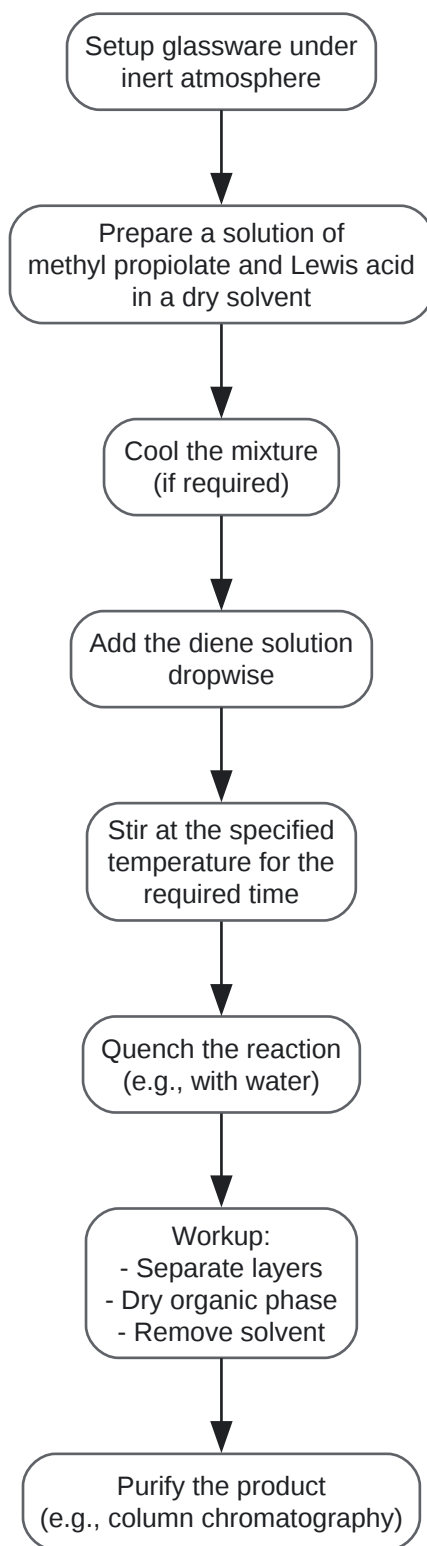 Setup glassware under
inert atmosphere
Prepare a solution of
methyl propiolate and Lewis acid
in a dry solvent
Cool the mixture
(if required)
Add the diene solution
dropwise
Stir at the specified
temperature for the
required time
Quench the reaction
(e.g., with water)
Workup:
- Separate layers
- Dry organic phase
- Remove solvent
Purify the product
(e.g., column chromatography)